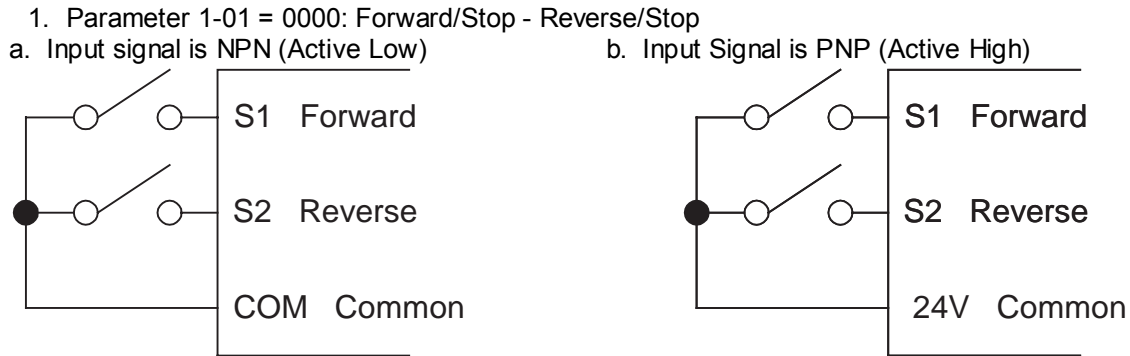 1. Parameter 1-01 = 0000: Forward/Stop - Reverse/Stop
a. Input signal is NPN (Active Low)
b. Input Signal is PNP (Active High)
S1 Forward
S2 Reverse
COM Common
S1 Forward
S2 Reverse
24V Common